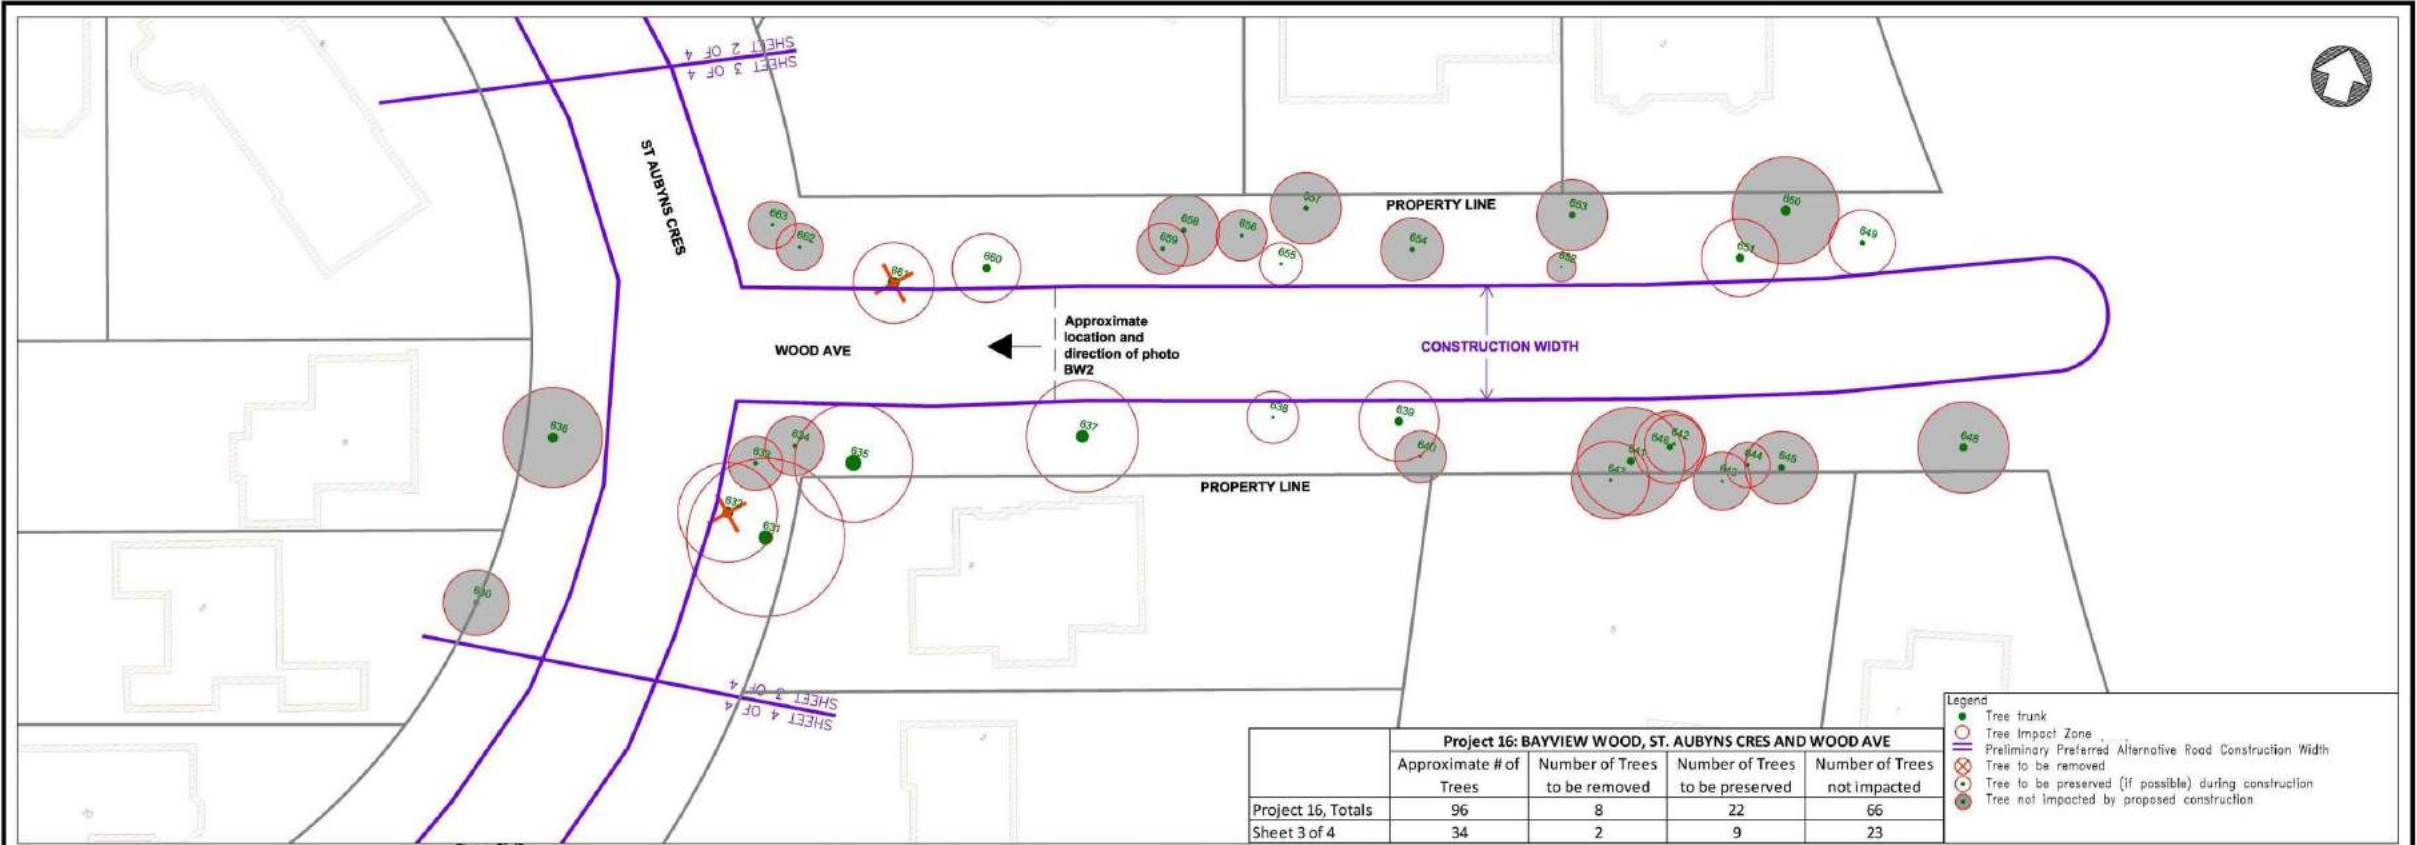 SHEET 2 OF 4
SHEET 3 OF 4
ST AUBYNS CRES
663
662
661
660
659
658
656
657
655
PROPERTY LINE
654
653
652
650
651
649
WOOD AVE
Approximate
location and
direction of photo
BW2
CONSTRUCTION WIDTH
636
634
633
635
637
638
639
640
632
631
630
641
646
642
647
643
644
645
648
PROPERTY LINE
SHEET 3 OF 4
SHEET 4 OF 4
Project 16: BAYVIEW WOOD, ST. AUBYNS CRES AND WOOD AVE
Approximate # of Trees
Number of Trees to be removed
Number of Trees to be preserved
Number of Trees not impacted
Project 16, Totals 96 8 22 66
Sheet 3 of 4 34 2 9 23
Legend
Tree trunk
Tree Impact Zone
Preliminary Preferred Alternative Road Construction Width
Tree to be removed
Tree to be preserved (if possible) during construction
Tree not impacted by proposed construction